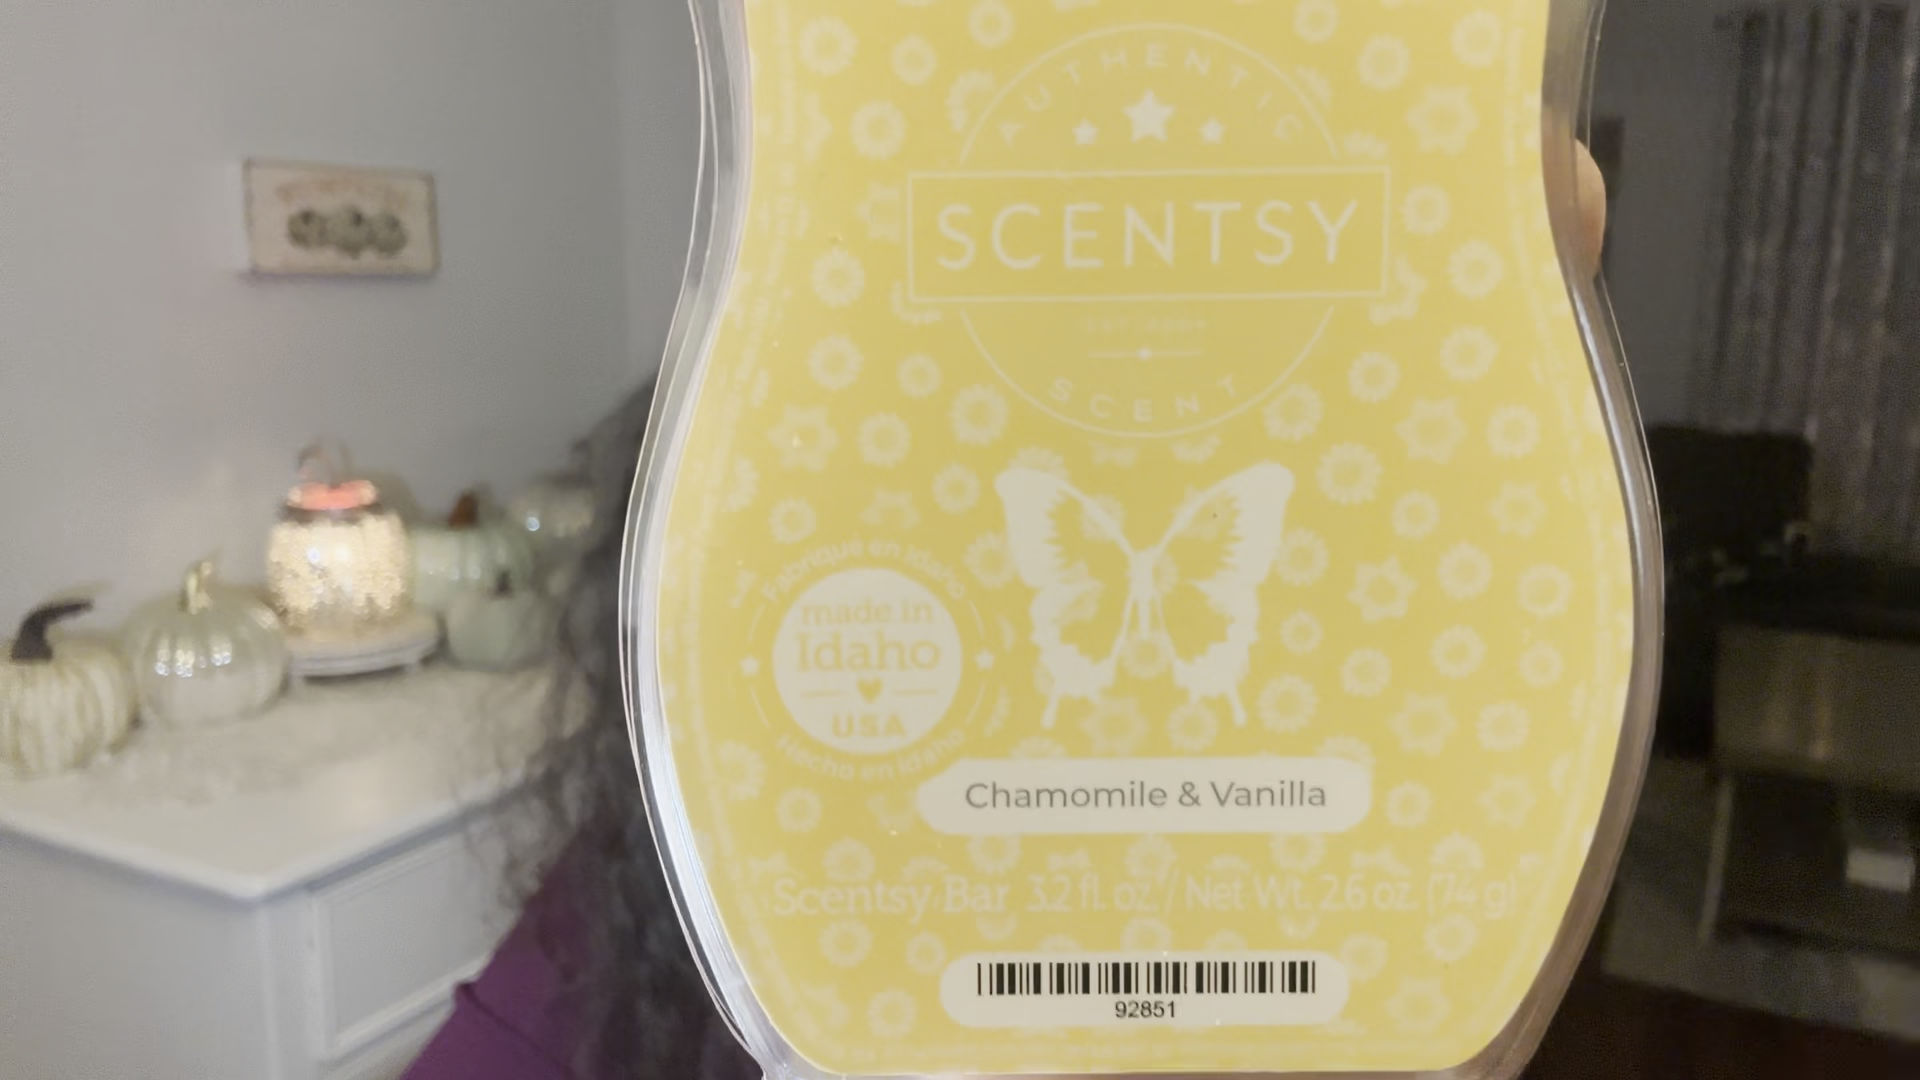 AUTHENTIC
SCENTSY
SCENT
Fabriqué en Idaho
made in
Idaho
USA
Hecho en Idaho
Chamomile & Vanilla
Scentsy Bar 3.2 fl. oz. / Net Wt. 2.6 oz. (74 g)
92851